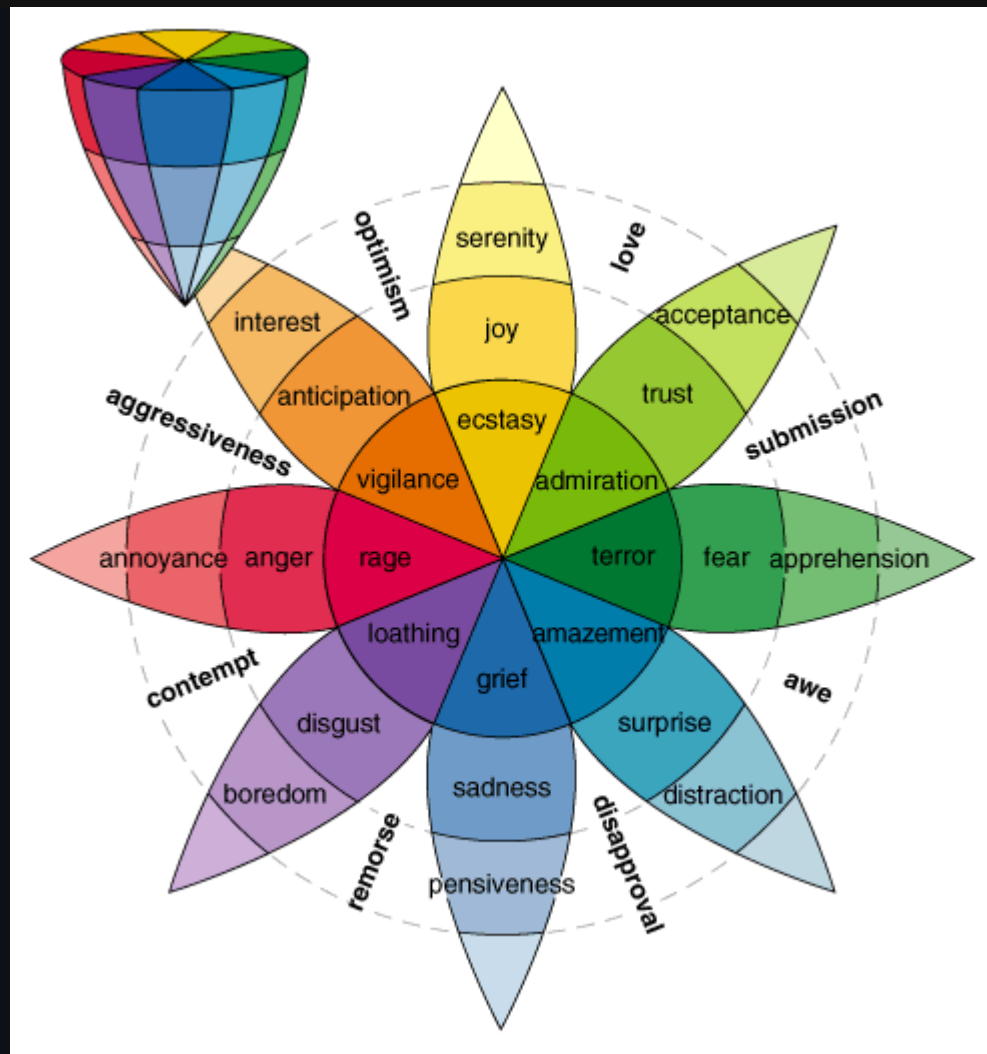 optimism
love
serenity
interest
acceptance
joy
anticipation
trust
aggressiveness
submission
ecstasy
vigilance
admiration
annoyance
anger
rage
terror
fear
apprehension
loathing
amazement
contempt
grief
awe
disgust
surprise
boredom
sadness
distraction
remorse
disapproval
pensiveness